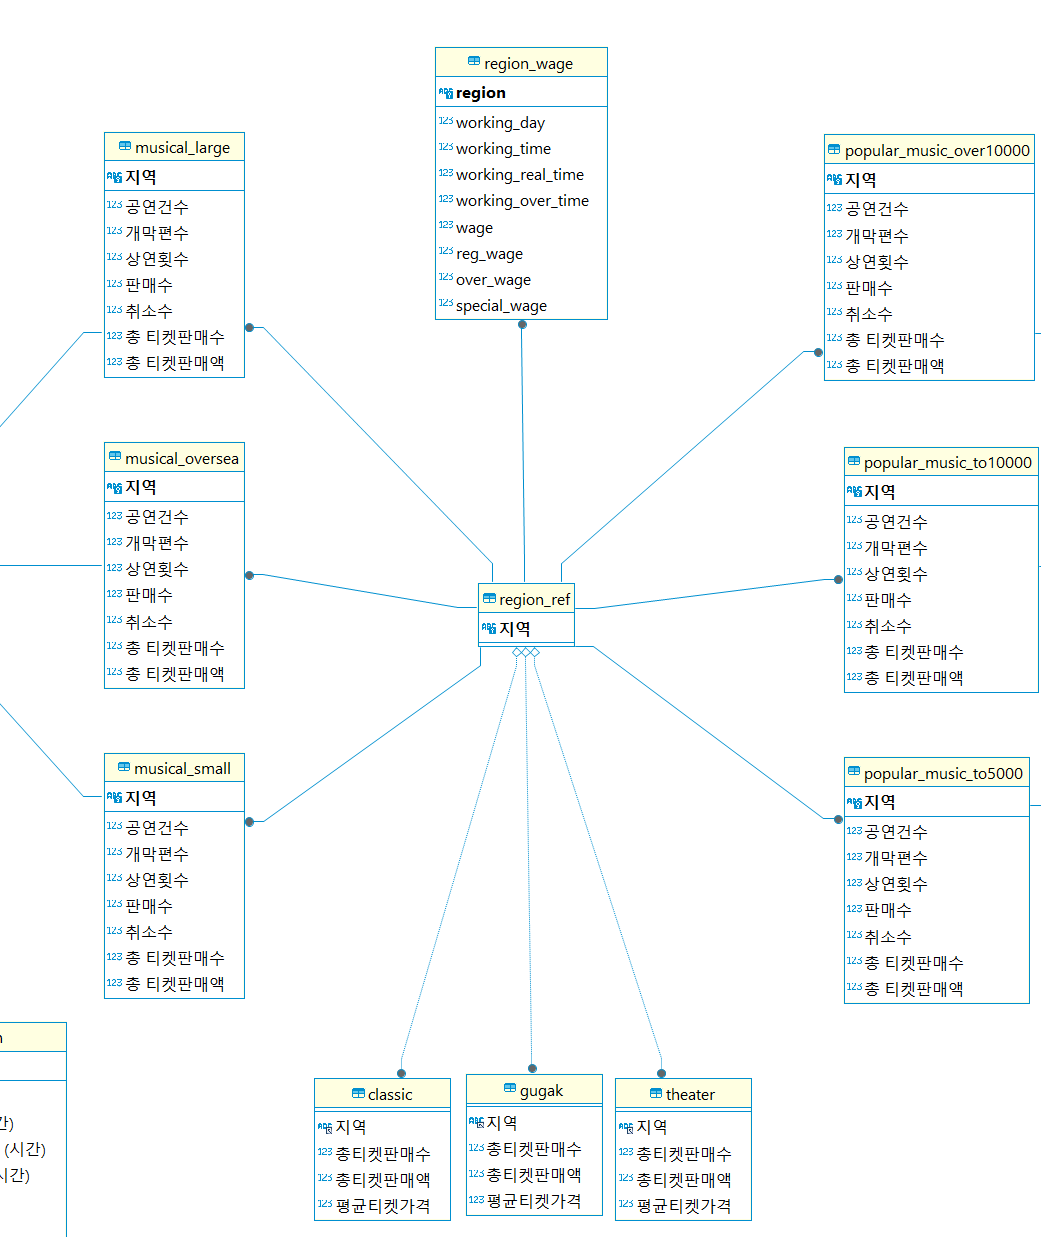 region_wage
region
working_day
working_time
working_real_time
working_over_time
wage
reg_wage
over_wage
special_wage
musical_large
지역
공연건수
개막편수
상연횟수
판매수
취소수
총 티켓판매수
총 티켓판매액
popular_music_over10000
지역
공연건수
개막편수
상연횟수
판매수
취소수
총 티켓판매수
총 티켓판매액
musical_oversea
지역
공연건수
개막편수
상연횟수
판매수
취소수
총 티켓판매수
총 티켓판매액
popular_music_to10000
지역
공연건수
개막편수
상연횟수
판매수
취소수
총 티켓판매수
총 티켓판매액
region_ref
지역
musical_small
지역
공연건수
개막편수
상연횟수
판매수
취소수
총 티켓판매수
총 티켓판매액
popular_music_to5000
지역
공연건수
개막편수
상연횟수
판매수
취소수
총 티켓판매수
총 티켓판매액
(시간)
classic
지역
총티켓판매수
총티켓판매액
평균티켓가격
gugak
지역
총티켓판매수
총티켓판매액
평균티켓가격
theater
지역
총티켓판매수
총티켓판매액
평균티켓가격